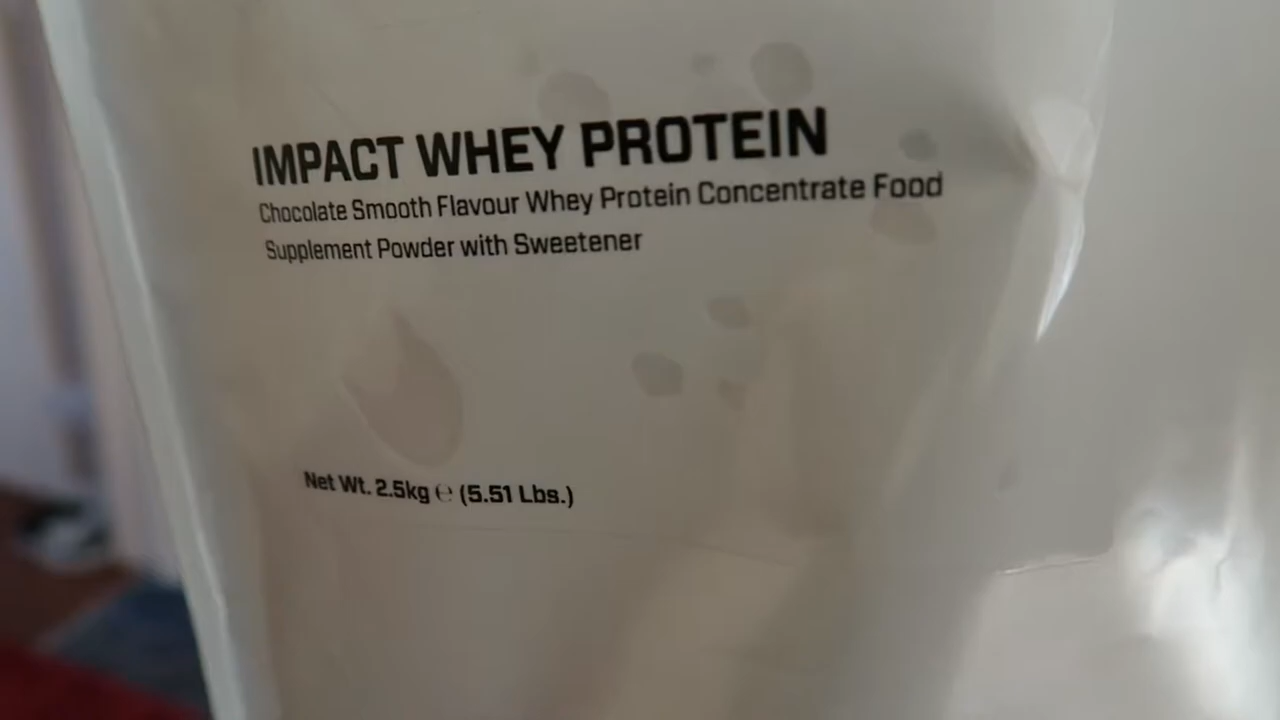 IMPACT WHEY PROTEIN
Chocolate Smooth Flavour Whey Protein Concentrate Food
Supplement Powder with Sweetener
Net Wt. 2.5kg ℮ (5.51 Lbs.)